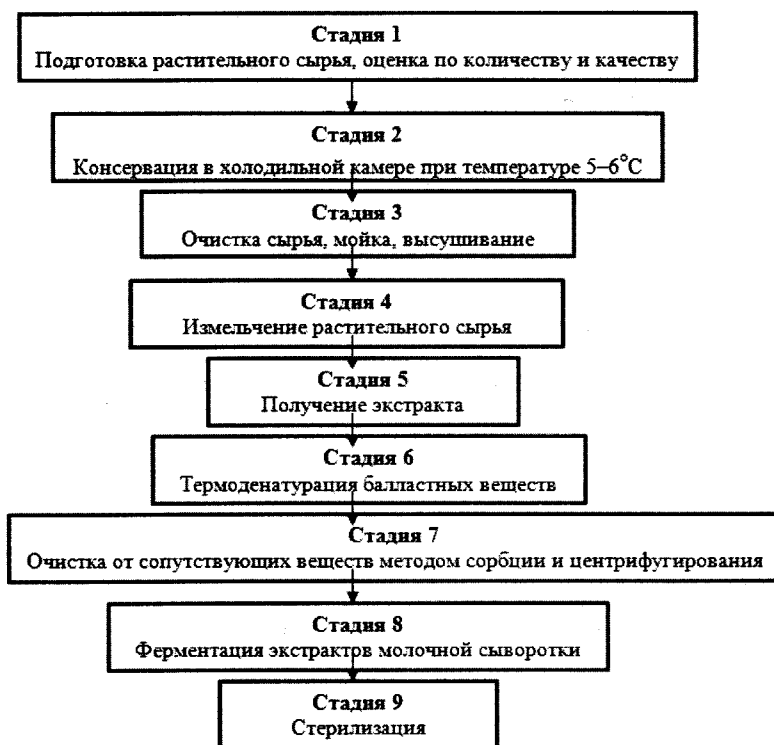 Стадия 1
Подготовка растительного сырья, оценка по количеству и качеству
Стадия 2
Консервация в холодильной камере при температуре 5–6°C
Стадия 3
Очистка сырья, мойка, высушивание
Стадия 4
Измельчение растительного сырья
Стадия 5
Получение экстракта
Стадия 6
Термоденатурация балластных веществ
Стадия 7
Очистка от сопутствующих веществ методом сорбции и центрифугирования
Стадия 8
Ферментация экстрактов молочной сыворотки
Стадия 9
Стерилизация